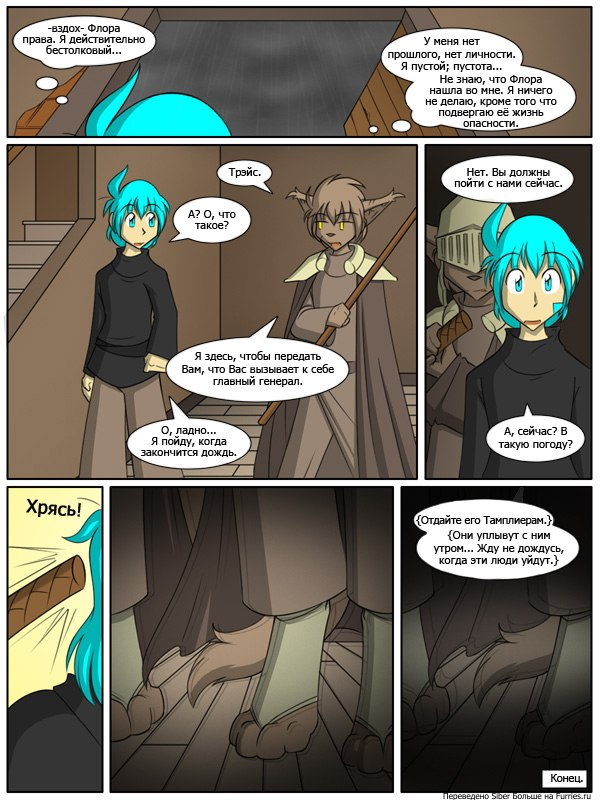 -вздох- Флора
права. Я действительно
бестолковый...
У меня нет
прошлого, нет личности.
Я пустой; пустота...
Не знаю, что Флора
нашла во мне. Я ничего
не делаю, кроме того что
подвергаю её жизнь
опасности.
Трэйс.
А? О, что
такое?
Я здесь, чтобы передать
Вам, что Вас вызывает к себе
главный генерал.
О, ладно...
Я пойду, когда
закончится дождь.
Нет. Вы должны
пойти с нами сейчас.
А, сейчас? В
такую погоду?
Хрясь!
{Отдайте его Тамплиерам.}
{Они уплывут с ним
утром... Жду не дождусь,
когда эти люди уйдут.}
Конец.
Переведено Siber Больше на Furries.ru